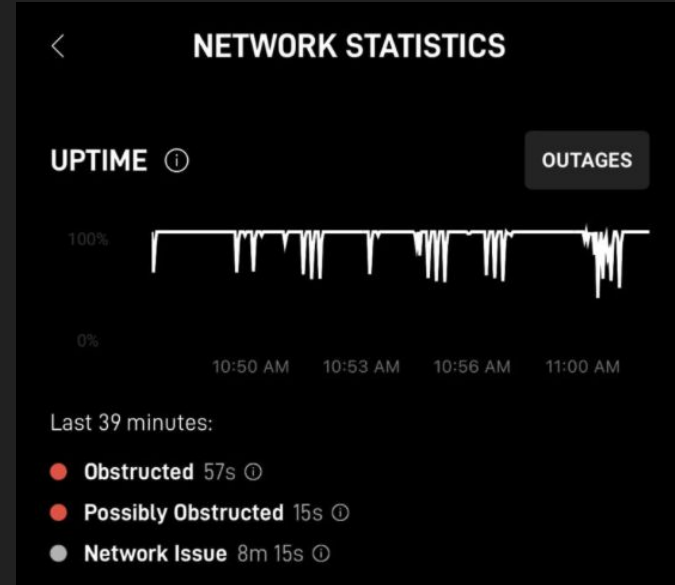 NETWORK STATISTICS
UPTIME
OUTAGES
100%
0%
10:50 AM 10:53 AM 10:56 AM 11:00 AM
Last 39 minutes:
Obstructed 57s
Possibly Obstructed 15s
Network Issue 8m 15s